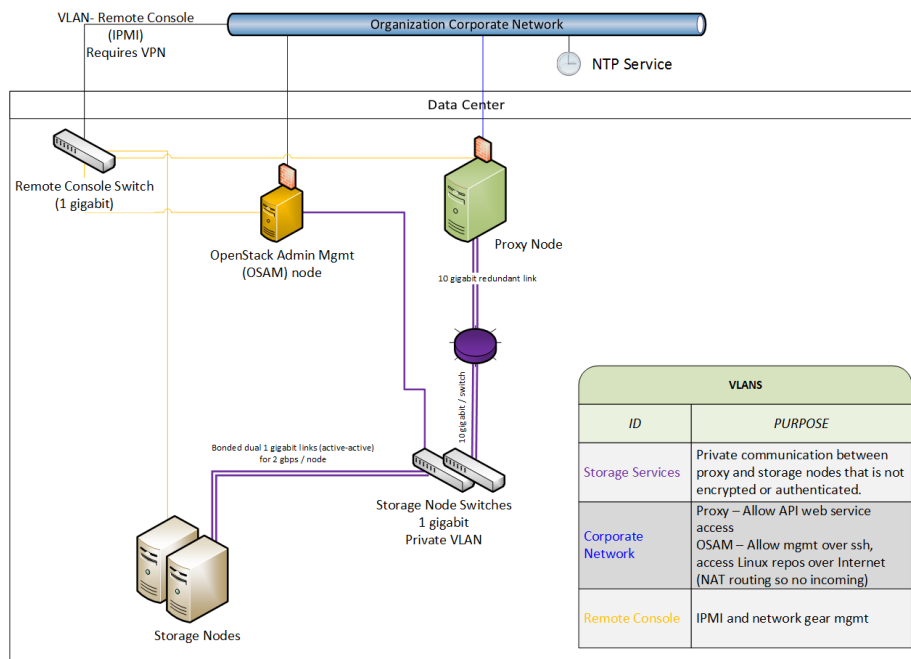 VLAN- Remote Console
(IPMI)
Requires VPN
Organization Corporate Network
NTP Service
Data Center
Remote Console Switch
(1 gigabit)
OpenStack Admin Mgmt
(OSAM) node
Proxy Node
10 gigabit redundant link
10 gigabit / switch
Bonded dual 1 gigabit links (active-active)
for 2 gbps / node
Storage Node Switches
1 gigabit
Private VLAN
Storage Nodes
VLANS
ID
PURPOSE
Storage Services
Private communication between
proxy and storage nodes that is not
encrypted or authenticated.
Corporate
Network
Proxy – Allow API web service
access
OSAM – Allow mgmt over ssh,
access Linux repos over Internet
(NAT routing so no incoming)
Remote Console
IPMI and network gear mgmt